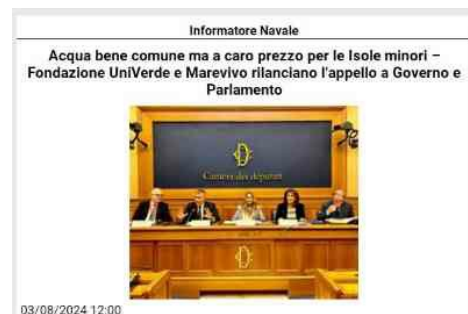 Informatore Navale
Acqua bene comune ma a caro prezzo per le Isole minori –
Fondazione UniVerde e Marevivo rilanciano l'appello a Governo e
Parlamento
Camera dei deputati
03/08/2024 12:00